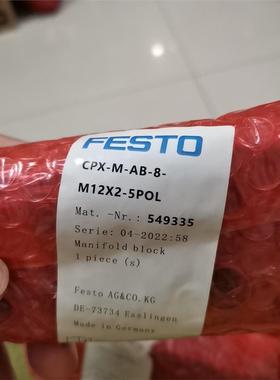 FESTO
CPX-M-AB-8-
M12X2-5POL
Mat. -Nr.: 549335
Serie: 04-2022:58
Manifold block
1 piece (s)
Festo AG&CO.KG
DE-73734 Esslingen
Made in Germany